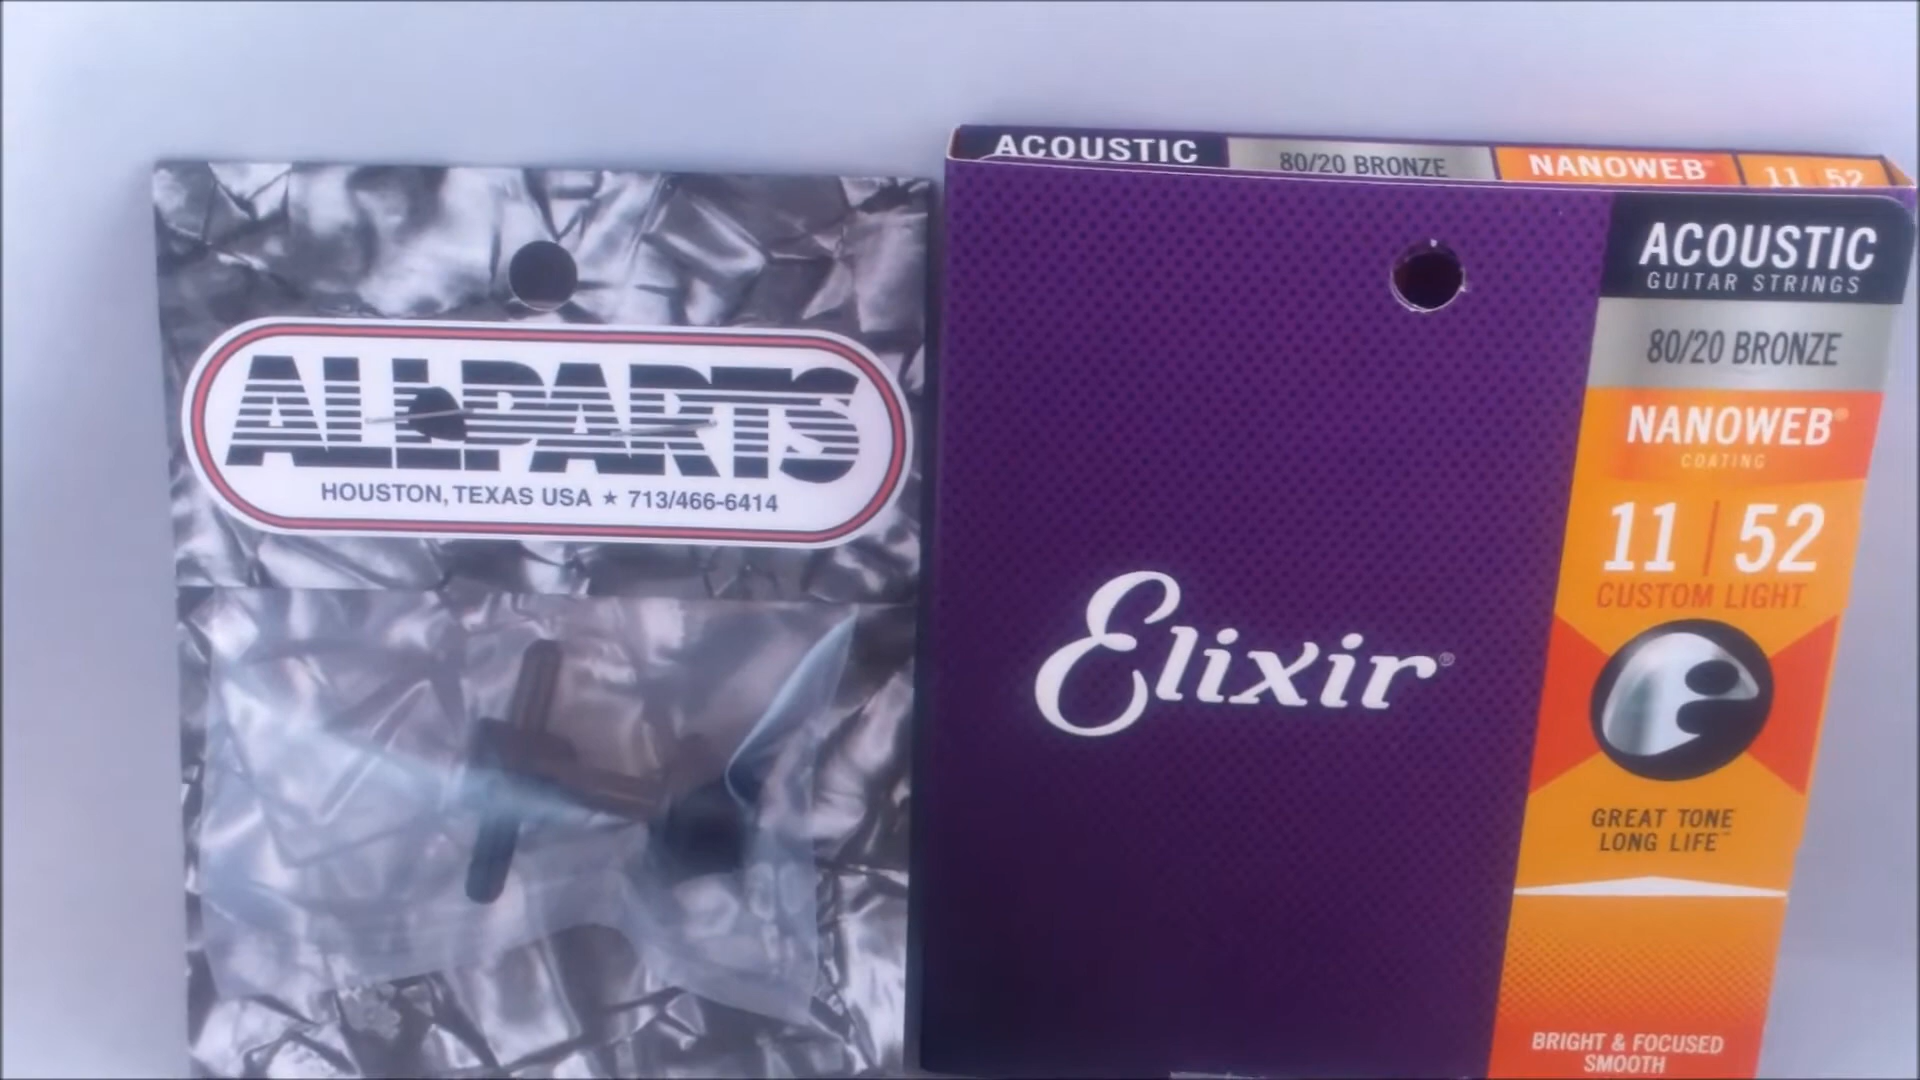 ALLPARTS
HOUSTON, TEXAS USA ★ 713/466-6414
ACOUSTIC
80/20 BRONZE
NANOWEB®
11 52
ACOUSTIC
GUITAR STRINGS
80/20 BRONZE
NANOWEB®
COATING
11 | 52
CUSTOM LIGHT
Elixir®
GREAT TONE
LONG LIFE™
BRIGHT & FOCUSED
SMOOTH